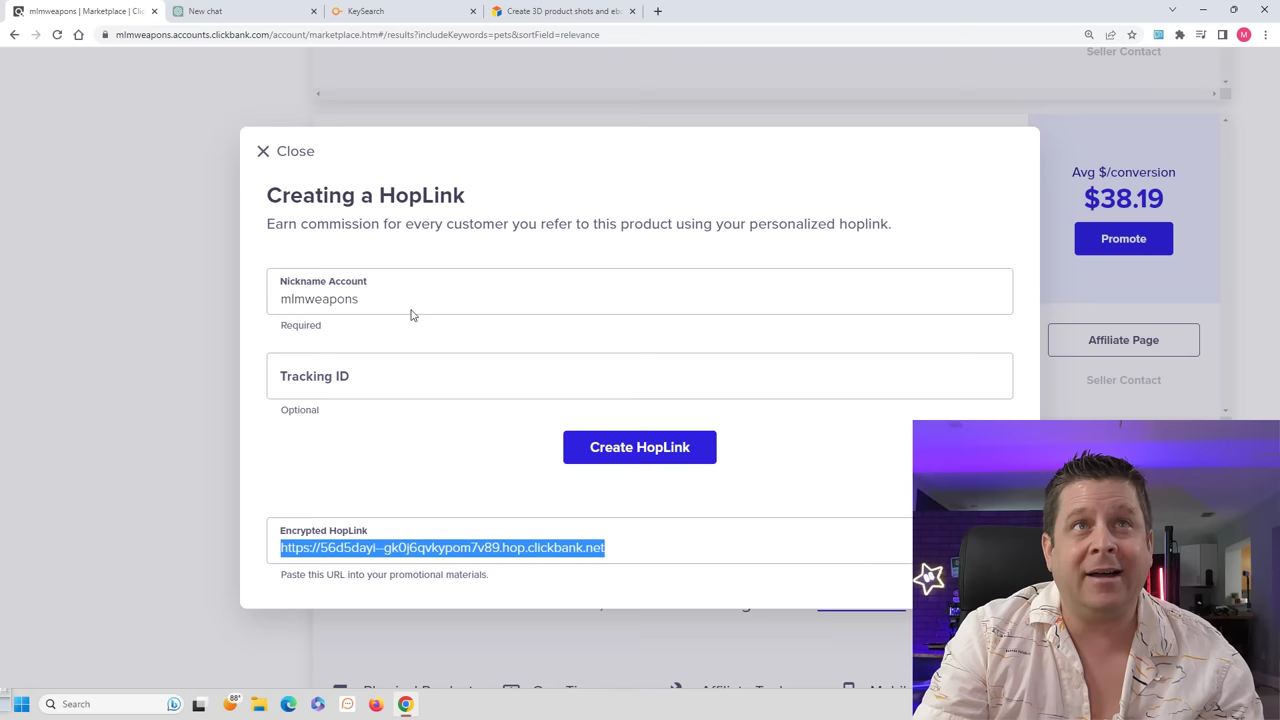 mlmweapons | Marketplace | Clic
New chat
KeySearch
Create 3D product shots and ebo
mlmweapons.accounts.clickbank.com/account/marketplace.htm#/results?includeKeywords=pets&sortField=relevance
M
Seller Contact
Close
Creating a HopLink
Earn commission for every customer you refer to this product using your personalized hoplink.
Nickname Account
mlmweapons
Required
Tracking ID
Optional
Create HopLink
Encrypted HopLink
https://56d5dayl--gk0j6qvkypom7v89.hop.clickbank.net
Paste this URL into your promotional materials.
Avg $/conversion
$38.19
Promote
Affiliate Page
Seller Contact
Search
88°